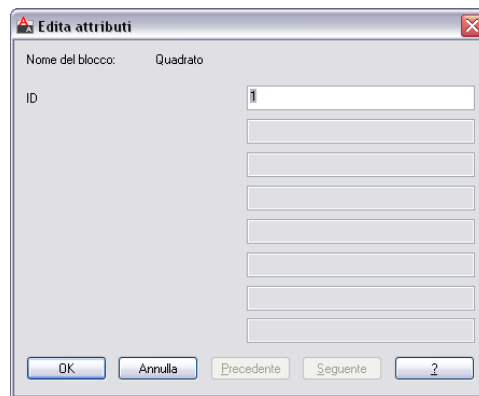 Edita attributi
Nome del blocco: Quadrato
ID 1
OK Annulla Precedente Seguente ?